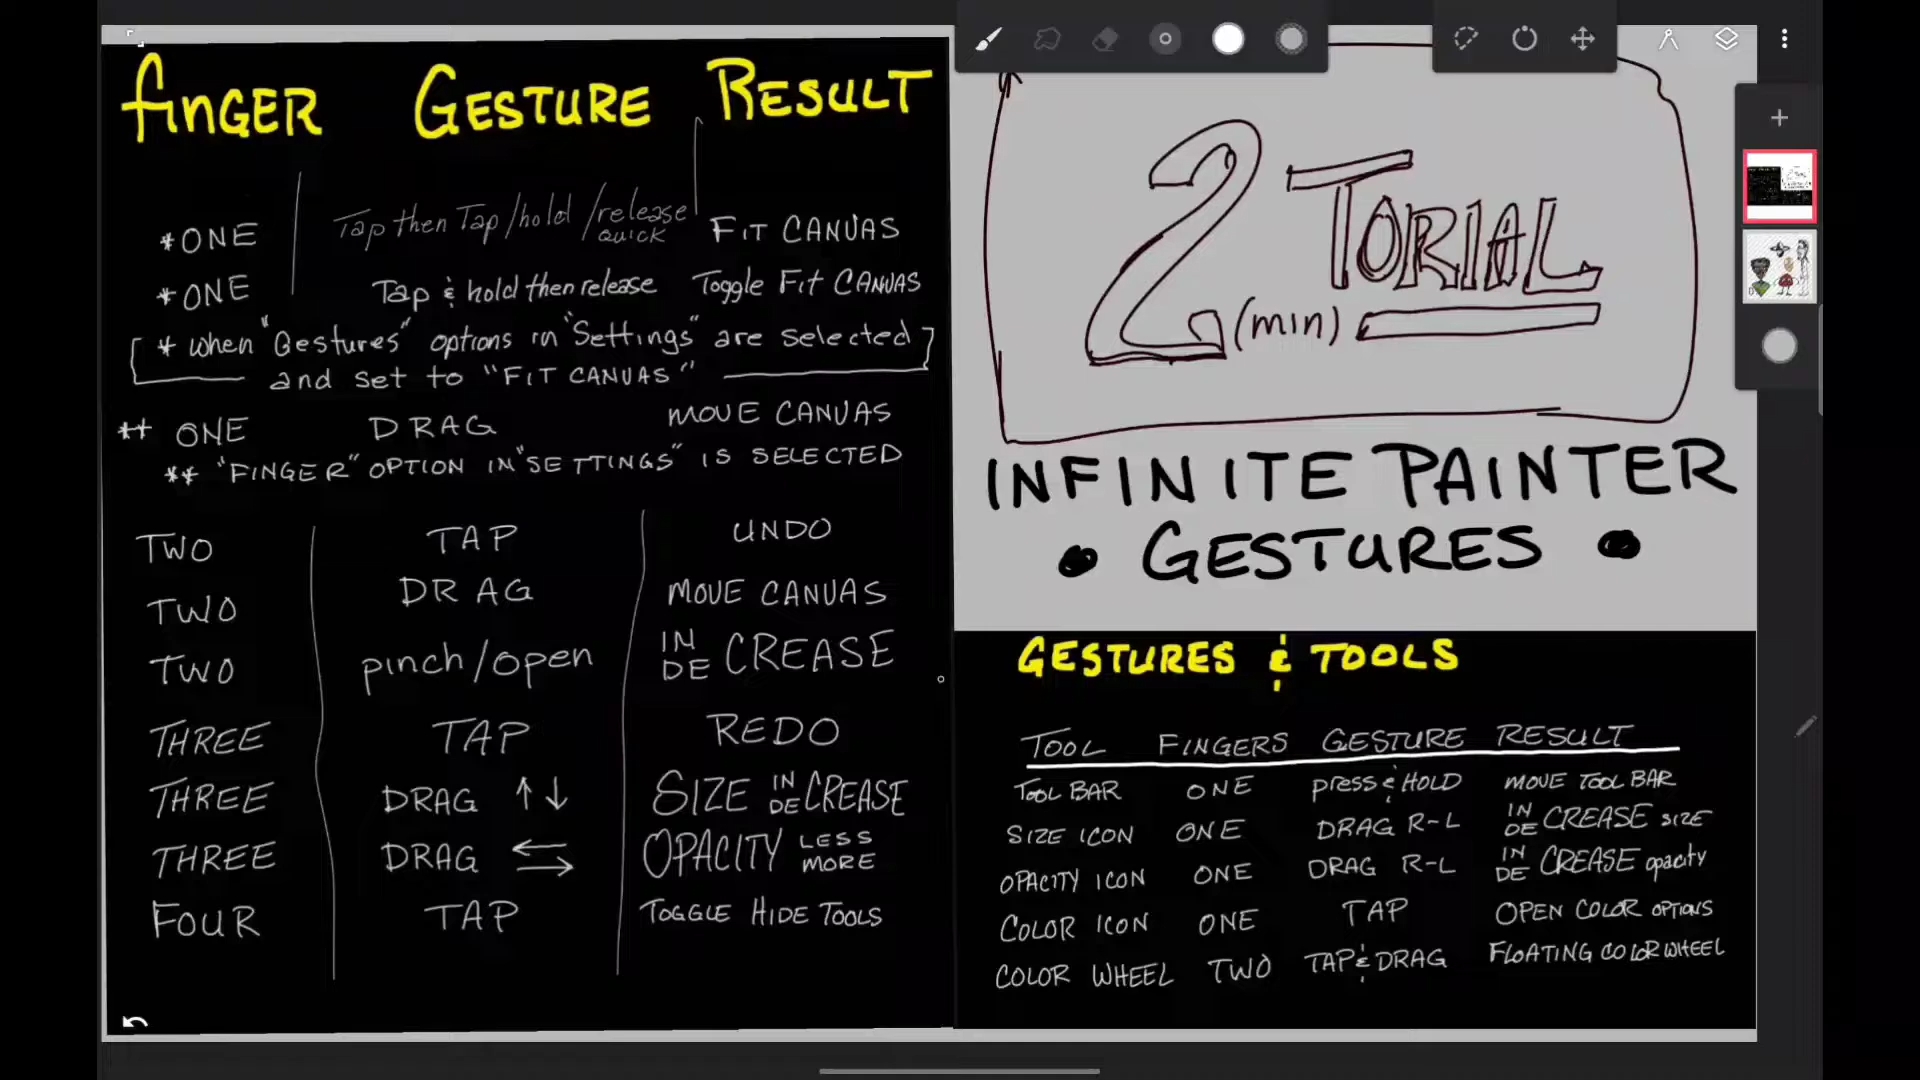 FINGER GESTURE RESULT
*ONE Tap then Tap/hold/release QUICK FIT CANVAS
*ONE Tap & hold then release Toggle Fit CANVAS
* when "Gestures" options in "Settings" are selected
and set to "FIT CANVAS"
** ONE DRAG MOVE CANVAS
** "FINGER" OPTION IN "SETTINGS" IS SELECTED
TWO TAP UNDO
TWO DRAG MOVE CANVAS
TWO pinch/open IN DE CREASE
THREE TAP REDO
THREE DRAG ↑↓ SIZE IN DE CREASE
THREE DRAG ←→ OPACITY LESS MORE
FOUR TAP TOGGLE HIDE TOOLS
2 TORIAL
(min)
INFINITE PAINTER
• GESTURES •
GESTURES & TOOLS
TOOL FINGERS GESTURE RESULT
TOOL BAR ONE press & HOLD MOVE TOOL BAR
SIZE ICON ONE DRAG R-L IN DE CREASE SIZE
OPACITY ICON ONE DRAG R-L IN DE CREASE opacity
COLOR ICON ONE TAP OPEN COLOR OPTIONS
COLOR WHEEL TWO TAP & DRAG FLOATING COLOR WHEEL